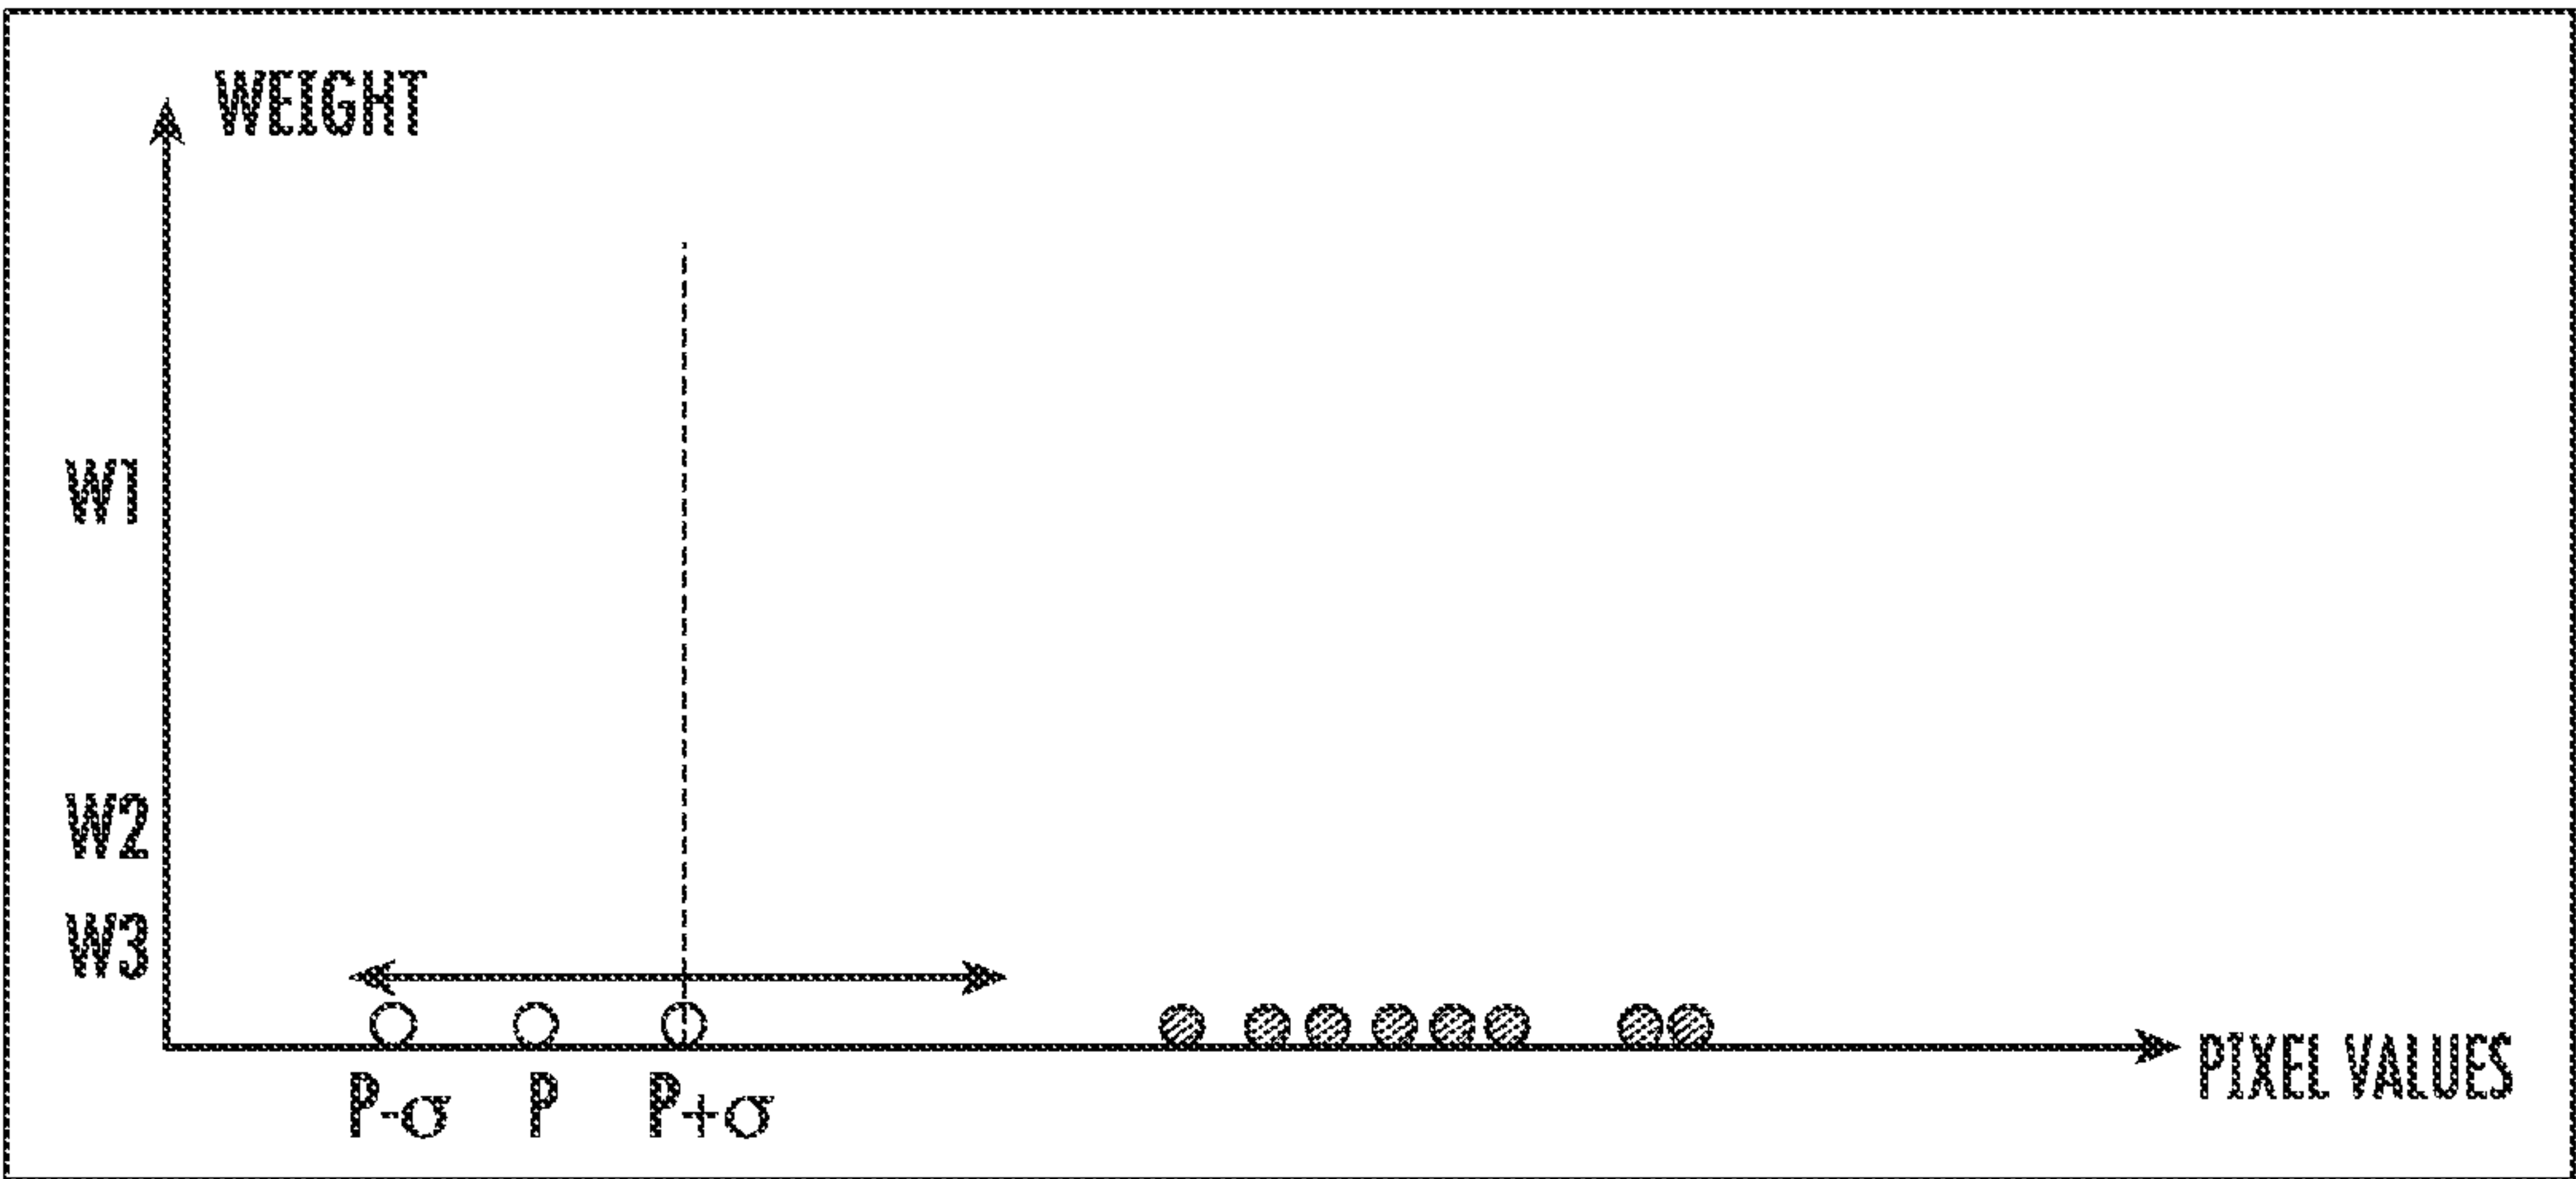 WEIGHT
W1
W2
W3
P-σ P P+σ
PIXEL VALUES